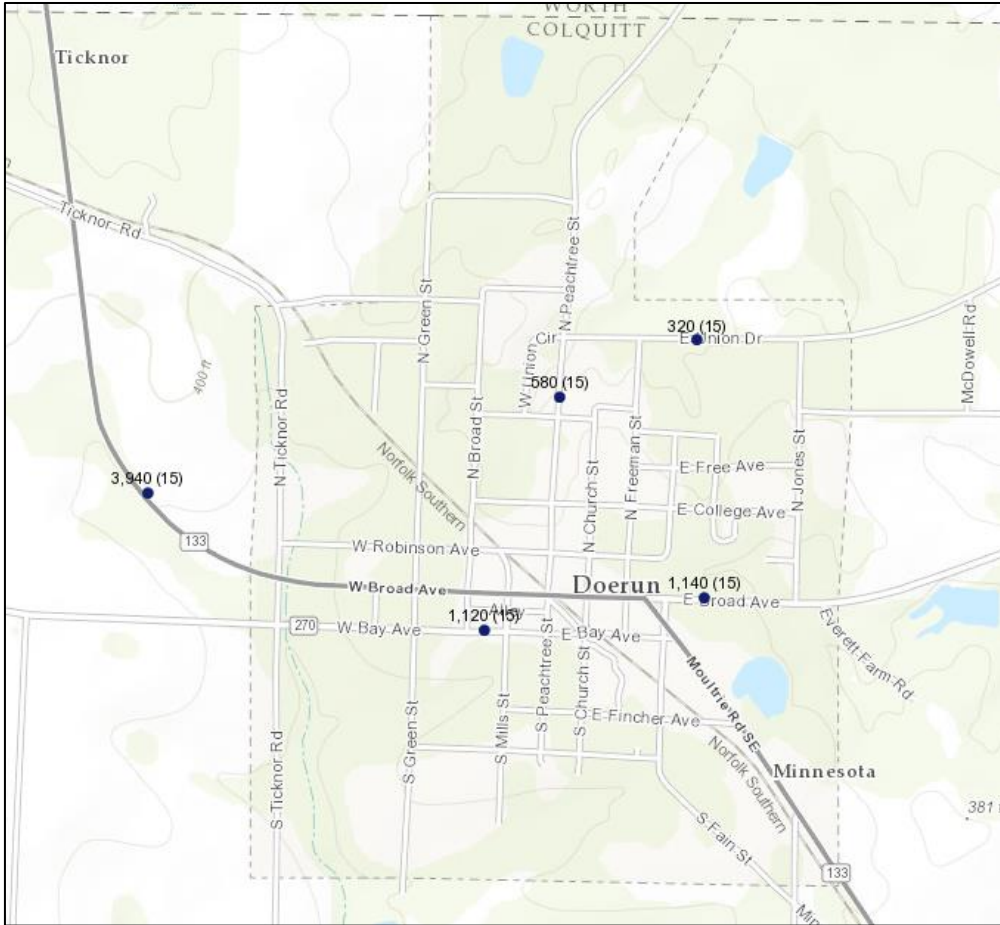 WORTH
COLQUITT
Ticknor
Ticknor Rd
N Peachtree St
N Green St
320 (15)
E Union Dr
Cir
W Union
McDowell Rd
580 (15)
400 ft
N Ticknor Rd
N Broad St
N Freeman St
N Jones St
Norfolk Southern
N Church St
E Free Ave
3,940 (15)
E College Ave
133
W Robinson Ave
W Broad Ave
Doerun
1,140 (15)
E Broad Ave
Alley
1,120 (15)
270
W Bay Ave
E Bay Ave
Everett Farm Rd
S Peachtree St
S Church St
Moultrie Rd SE
S Green St
S Mills St
E Fincher Ave
S Ticknor Rd
Norfolk Southern
Minnesota
S Fain St
133